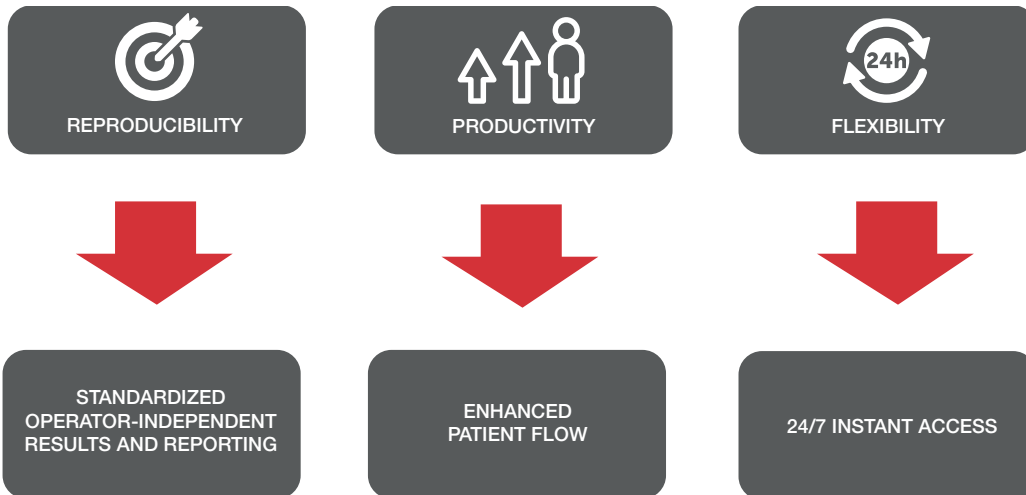 REPRODUCIBILITY
PRODUCTIVITY
24h
FLEXIBILITY
STANDARDIZED
OPERATOR-INDEPENDENT
RESULTS AND REPORTING
ENHANCED
PATIENT FLOW
24/7 INSTANT ACCESS